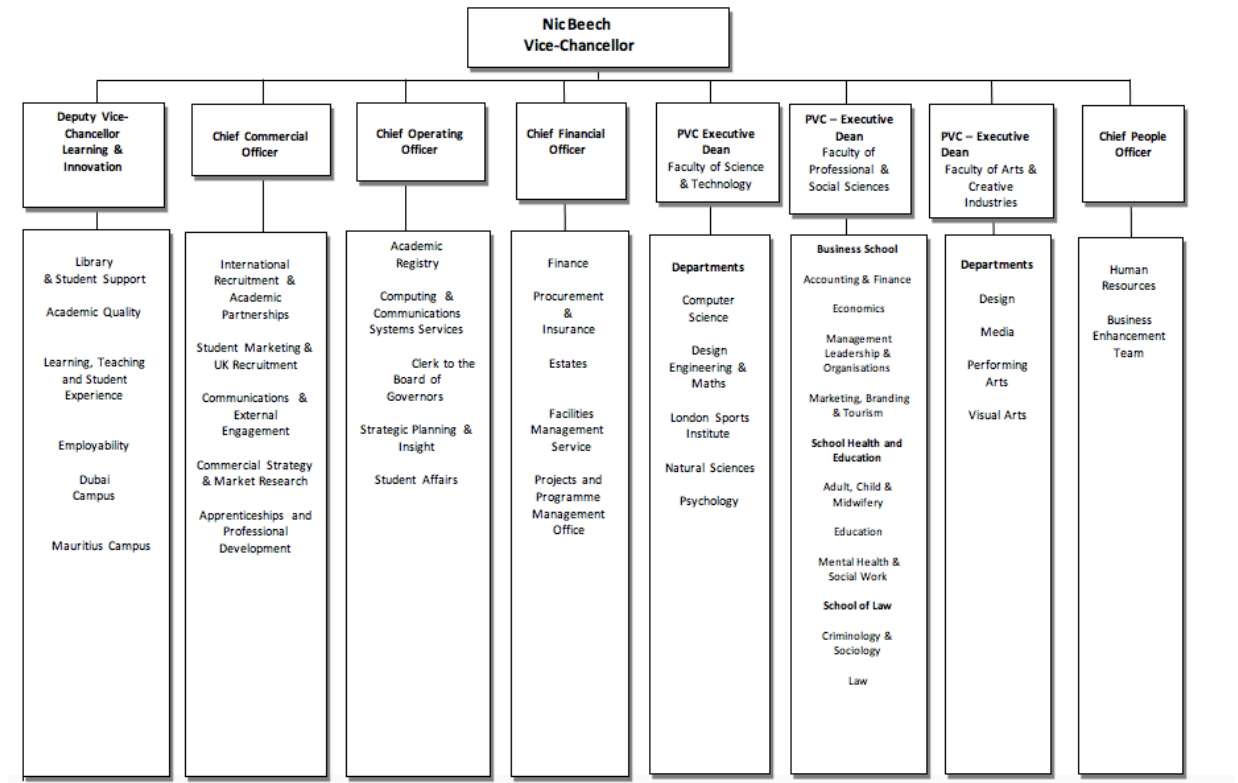 Nic Beech
Vice-Chancellor
Deputy Vice-
Chancellor
Learning &
Innovation
Chief Commercial
Officer
Chief Operating
Officer
Chief Financial
Officer
PVC Executive
Dean
Faculty of Science
& Technology
PVC – Executive
Dean
Faculty of
Professional &
Social Sciences
PVC – Executive
Dean
Faculty of Arts &
Creative
Industries
Chief People
Officer
Library
& Student Support
Academic Quality
Learning, Teaching
and Student
Experience
Employability
Dubai
Campus
Mauritius Campus
International
Recruitment &
Academic
Partnerships
Student Marketing &
UK Recruitment
Communications &
External
Engagement
Commercial Strategy
& Market Research
Apprenticeships and
Professional
Development
Academic
Registry
Computing &
Communications
Systems Services
Clerk to the
Board of
Governors
Strategic Planning &
Insight
Student Affairs
Finance
Procurement
&
Insurance
Estates
Facilities
Management
Service
Projects and
Programme
Management
Office
Departments
Computer
Science
Design
Engineering &
Maths
London Sports
Institute
Natural Sciences
Psychology
Business School
Accounting & Finance
Economics
Management
Leadership &
Organisations
Marketing, Branding
& Tourism
School Health and
Education
Adult, Child &
Midwifery
Education
Mental Health &
Social Work
School of Law
Criminology &
Sociology
Law
Departments
Design
Media
Performing
Arts
Visual Arts
Human
Resources
Business
Enhancement
Team